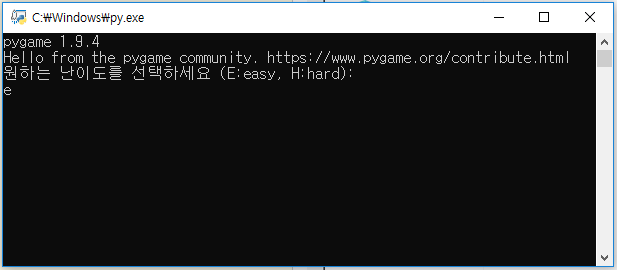 C:₩Windows₩py.exe
pygame 1.9.4
Hello from the pygame community. https://www.pygame.org/contribute.html
원하는 난이도를 선택하세요 (E:easy, H:hard):
e